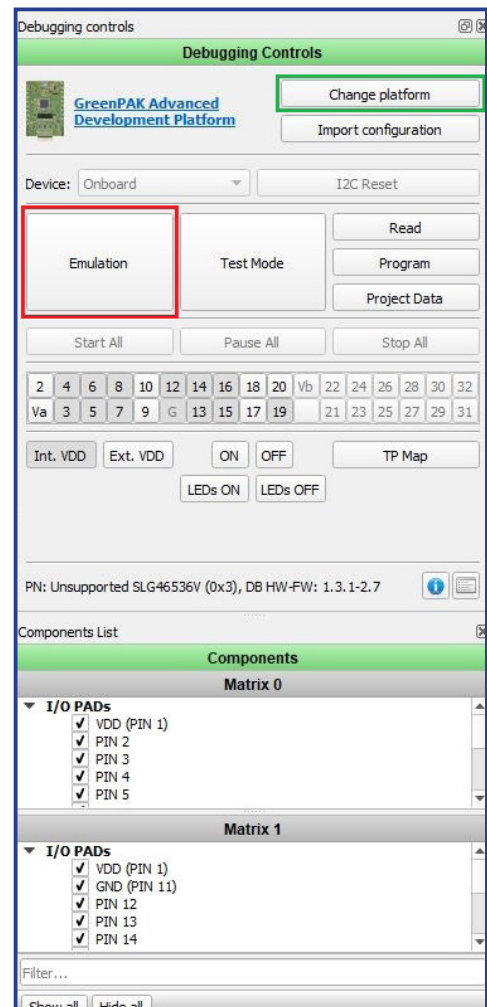 Debugging controls
Debugging Controls
GreenPAK Advanced
Development Platform
Change platform
Import configuration
Device: Onboard I2C Reset
Emulation
Test Mode
Read
Program
Project Data
Start All Pause All Stop All
2 4 6 8 10 12 14 16 18 20 Vb 22 24 26 28 30 32
Va 3 5 7 9 G 13 15 17 19 21 23 25 27 29 31
Int. VDD Ext. VDD ON OFF TP Map
LEDs ON LEDs OFF
PN: Unsupported SLG46536V (0x3), DB HW-FW: 1.3.1-2.7
Components List
Components
Matrix 0
I/O PADs
VDD (PIN 1)
PIN 2
PIN 3
PIN 4
PIN 5
Matrix 1
I/O PADs
VDD (PIN 1)
GND (PIN 11)
PIN 12
PIN 13
PIN 14
Filter...
Show all Hide all